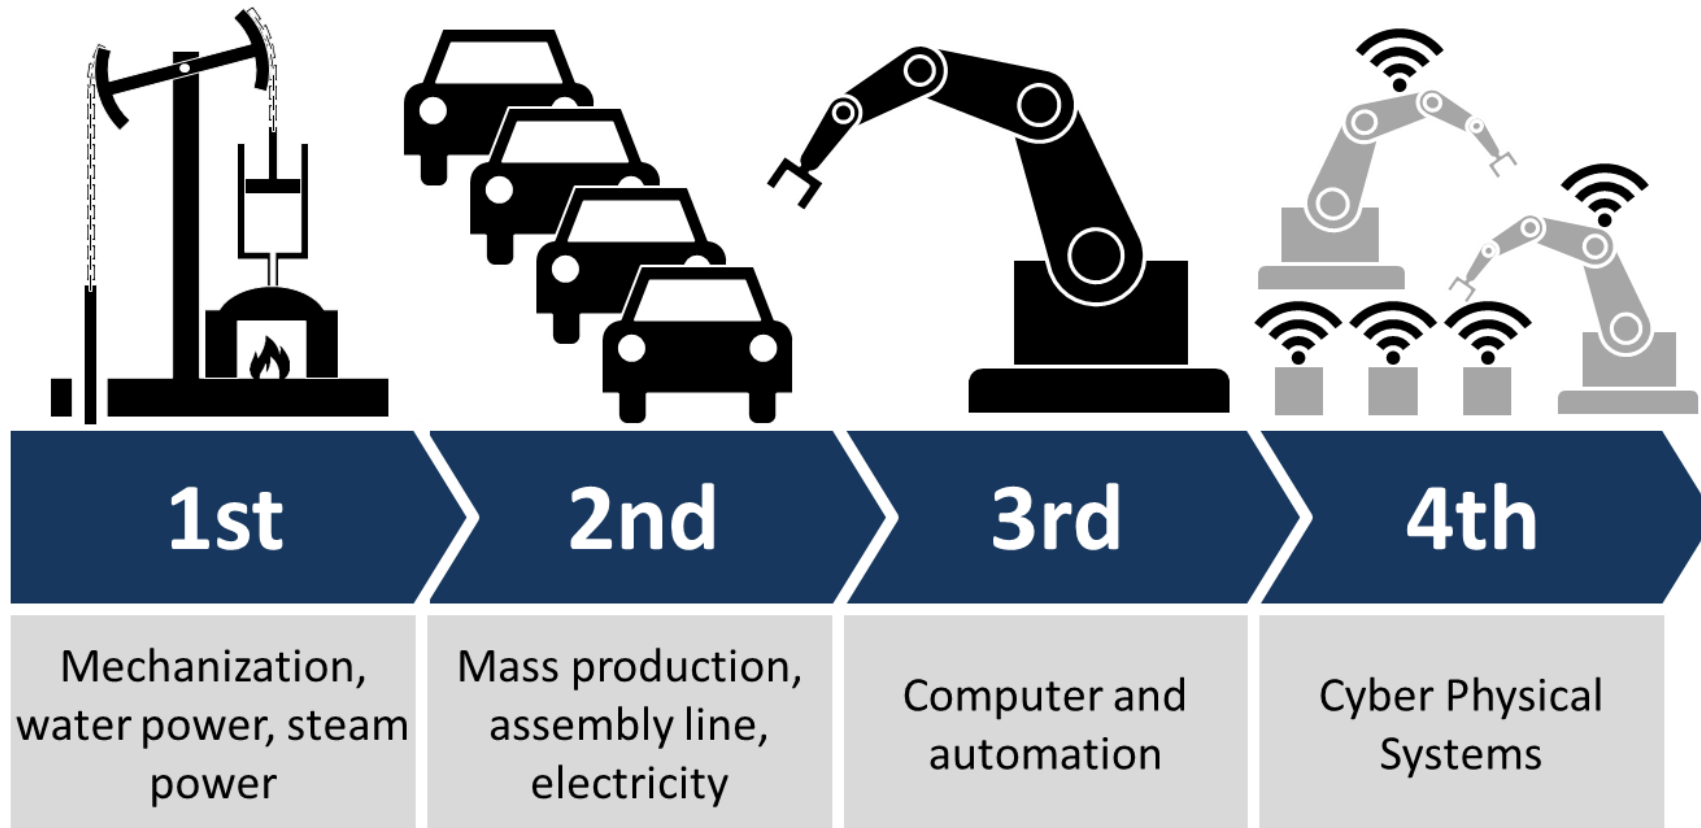 1st
2nd
3rd
4th
Mechanization,
water power, steam
power
Mass production,
assembly line,
electricity
Computer and
automation
Cyber Physical
Systems